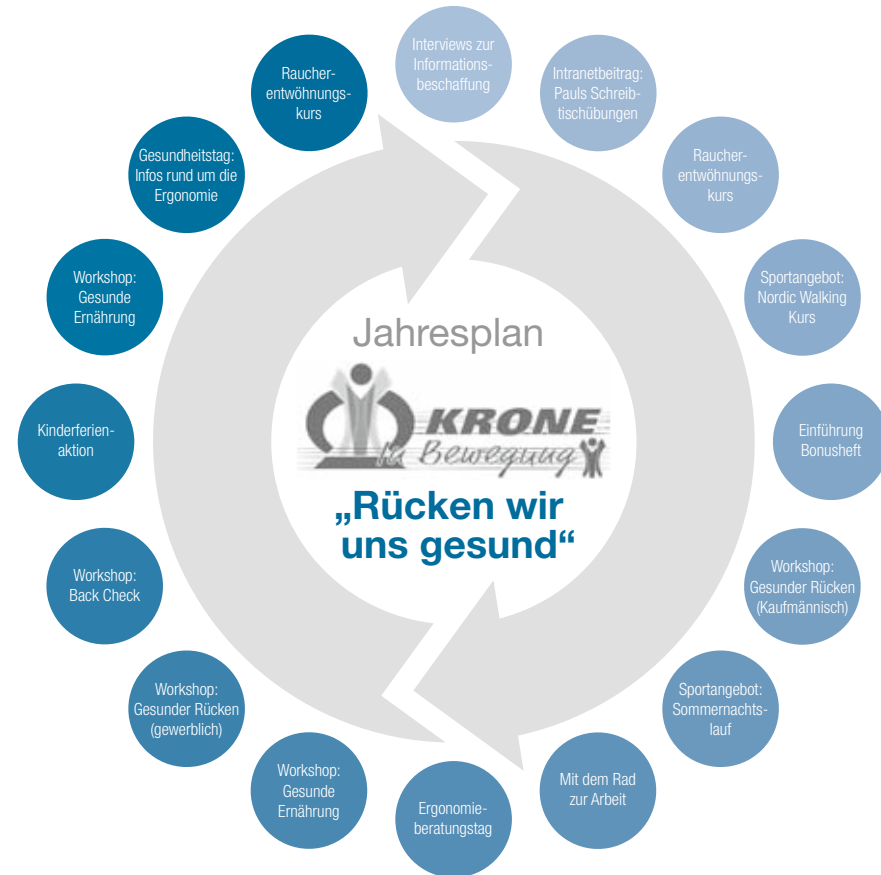 Interviews zur
Informations-
beschaffung
Intranetbeitrag:
Pauls Schreib-
tischübungen
Raucher-
entwöhnungs-
kurs
Sportangebot:
Nordic Walking
Kurs
Einführung
Bonusheft
Workshop:
Gesunder Rücken
(Kaufmännisch)
Sportangebot:
Sommernachts-
lauf
Mit dem Rad
zur Arbeit
Ergonomie-
beratungstag
Workshop:
Gesunde
Ernährung
Workshop:
Gesunder Rücken
(gewerblich)
Workshop:
Back Check
Kinderferien-
aktion
Workshop:
Gesunde
Ernährung
Gesundheitstag:
Infos rund um die
Ergonomie
Raucher-
entwöhnungs-
kurs
Jahresplan
KRONE
in Bewegung
„Rücken wir
uns gesund“